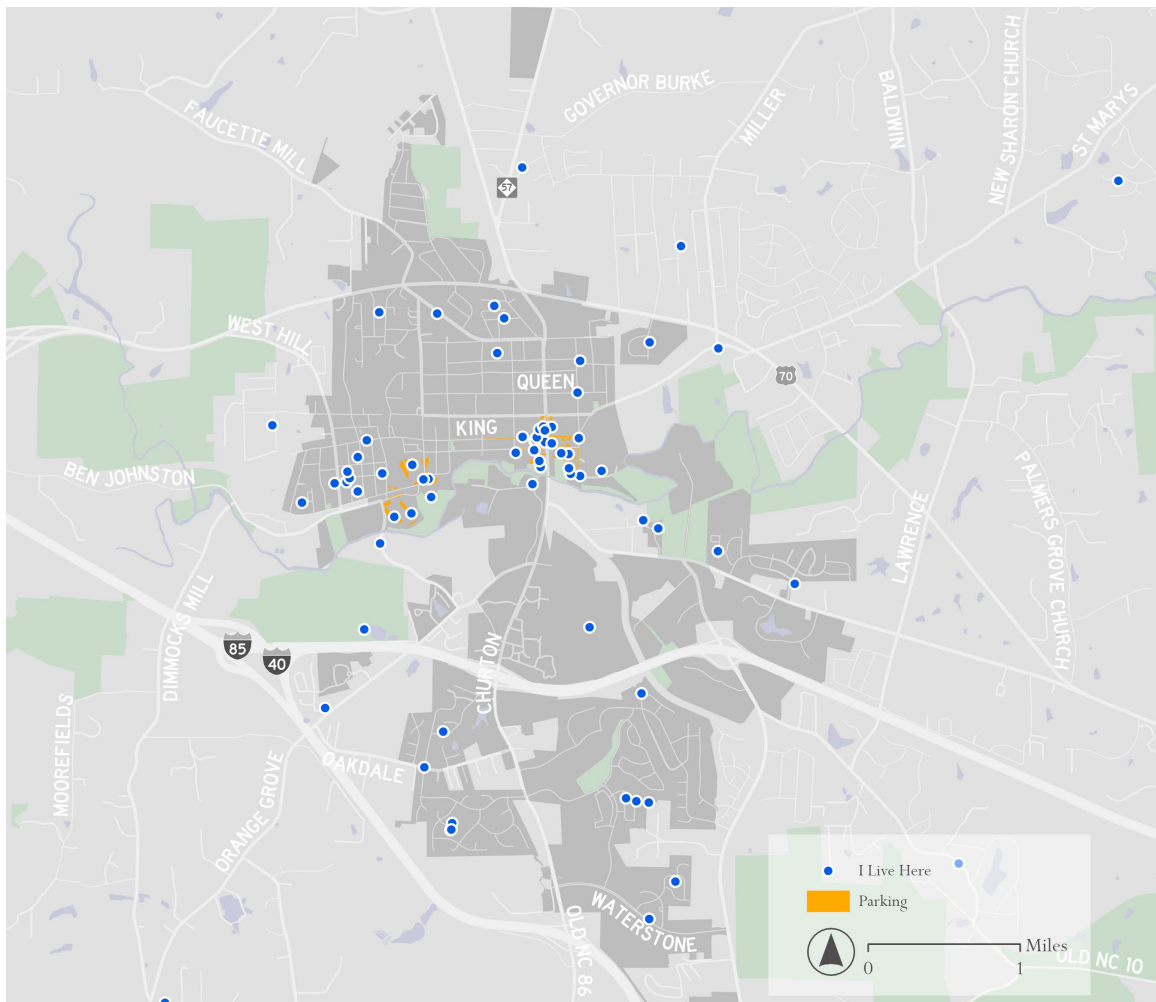 GOVERNOR BURKE
FAUCETTE MILL
MILLER
BALDWIN
NEW SHARON CHURCH
ST MARYS
57
WEST HILL
QUEEN
70
KING
BEN JOHNSTON
PALMERS GROVE CHURCH
LAWRENCE
DIMMOCKS MILL
85
40
CHURTON
MOOREFIELDS
OAKDALE
ORANGE GROVE
WATERSTONE
OLD NC 86
I Live Here
Parking
Miles
0 1
OLD NC 10